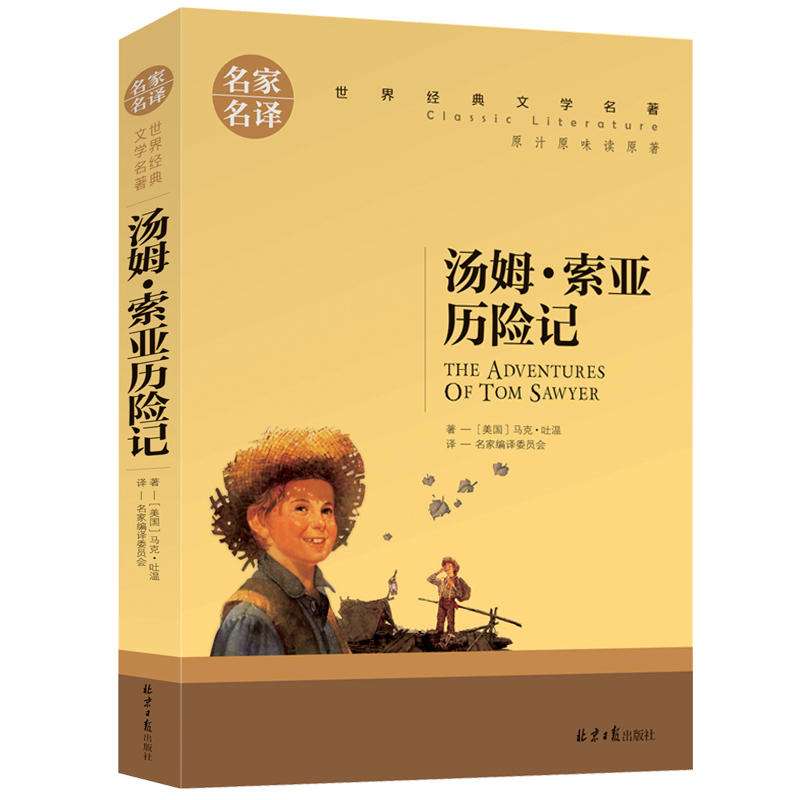 名家
名译
世界经典
文学名著
汤姆·索亚历险记
著—[美国]马克·吐温
译—名家编译委员会
北京日报出版社
名家
名译
世界经典文学名著
Classic Literature
原汁原味读原著
汤姆·索亚
历险记
THE ADVENTURES
OF TOM SAWYER
著—[美国]马克·吐温
译—名家编译委员会
北京日报出版社